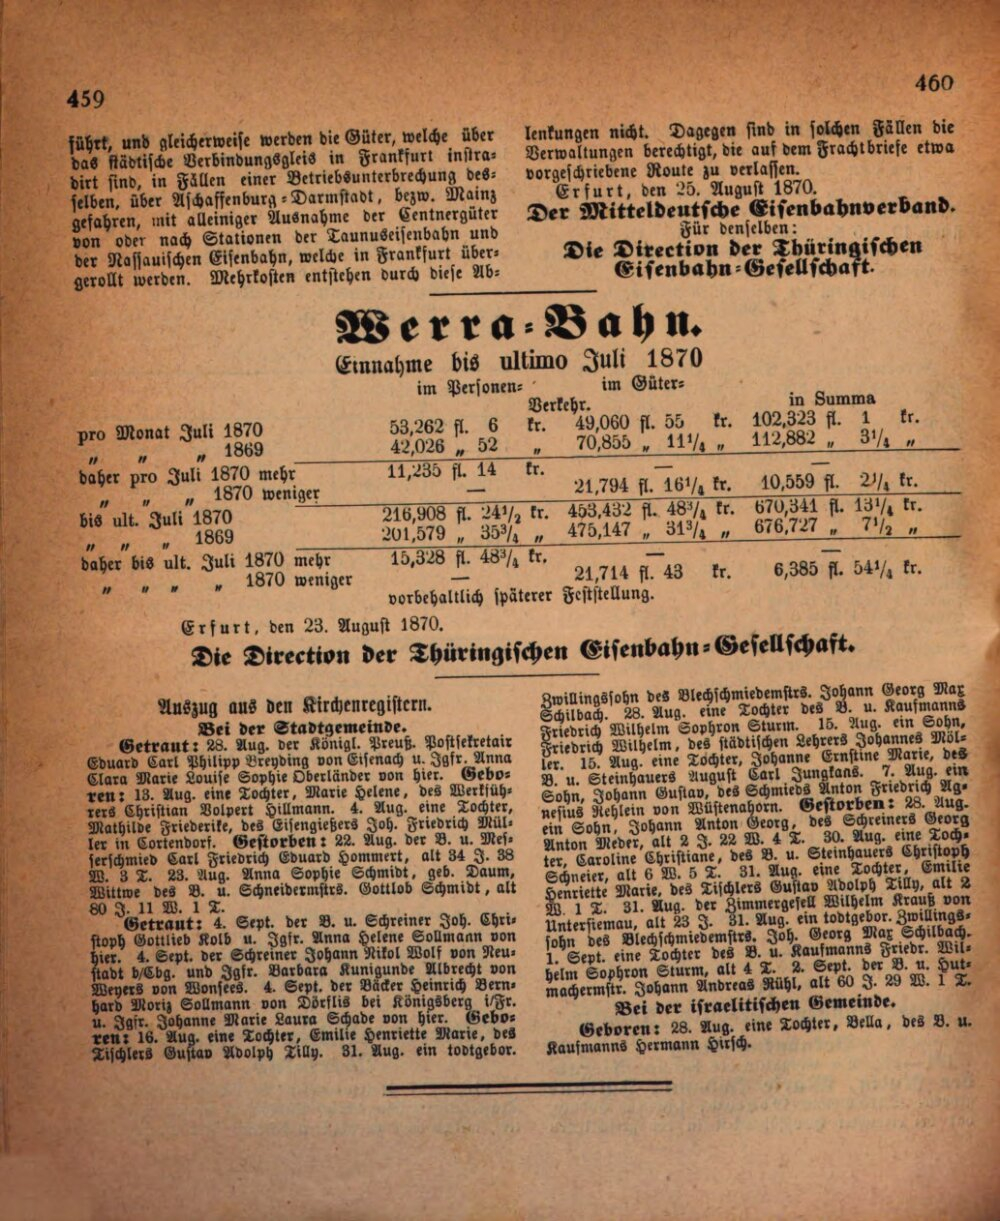 459
führt, und gleicherweise werden die Güter, welche über
das städtische Verbindungsgleis in Frankfurt instra-
dirt sind, in Fällen einer Betriebsunterbrechung des-
selben, über Aschaffenburg-Darmstadt, bezw. Mainz
gefahren, mit alleiniger Ausnahme der Centnergüter
von oder nach Stationen der Taunuseisenbahn und
der Nassauischen Eisenbahn, welche in Frankfurt über-
gerollt werden. Mehrkosten entstehen durch diese Ab-
460
lenkungen nicht. Dagegen sind in solchen Fällen die
Verwaltungen berechtigt, die auf dem Frachtbriefe etwa
vorgeschriebene Route zu verlassen.
Erfurt, den 25. August 1870.
Der Mitteldeutsche Eisenbahnverband.
Für denselben:
Die Direction der Thüringischen
Eisenbahn-Gesellschaft.
Werra-Bahn.
Einnahme bis ultimo Juli 1870
im Personen- im Güter-
Verkehr. in Summa
pro Monat Juli 1870 53,262 fl. 6 kr. 49,060 fl. 55 kr. 102,323 fl. 1 kr.
„ „ „ 1869 42,026 „ 52 „ 70,855 „ 11¼ „ 112,882 „ 3¼ „
daher pro Juli 1870 mehr 11,235 fl. 14 kr. —
„ „ „ 1870 weniger — 21,794 fl. 16¼ kr. 10,559 fl. 2¼ kr.
bis ult. Juli 1870 216,908 fl. 24½ kr. 453,432 fl. 48¾ kr. 670,341 fl. 13¼ kr.
„ „ „ 1869 201,579 „ 35¾ „ 475,147 „ 31¾ „ 676,727 „ 7½ „
daher bis ult. Juli 1870 mehr 15,328 fl. 48¾ kr. — —
„ „ „ „ 1870 weniger — 21,714 fl. 43 kr. 6,385 fl. 54¼ kr.
vorbehaltlich späterer Feststellung.
Erfurt, den 23. August 1870.
Die Direction der Thüringischen Eisenbahn-Gesellschaft.
Auszug aus den Kirchenregistern.
Bei der Stadtgemeinde.
Getraut: 28. Aug. der Königl. Preuß. Postsekretair
Eduard Carl Philipp Breyding von Eisenach u. Jgfr. Anna
Clara Marie Louise Sophie Oberländer von hier. Gebo-
ren: 13. Aug. eine Tochter, Marie Helene, des Werkfüh-
rers Christian Volpert Hillmann. 4. Aug. eine Tochter,
Mathilde Friederike, des Eisengießers Joh. Friedrich Mül-
ler in Cortendorf. Gestorben: 22. Aug. der B. u. Mes-
serschmied Carl Friedrich Eduard Hommert, alt 34 J. 38
W. 3 T. 23. Aug. Anna Sophie Schmidt, geb. Daum,
Wittwe des B. u. Schneidermstrs. Gottlob Schmidt, alt
80 J. 11 W. 1 T.
Getraut: 4. Sept. der B. u. Schreiner Joh. Chri-
stoph Gottlieb Kolb u. Jgfr. Anna Helene Sollmann von
hier. 4. Sept. der Schreiner Johann Nikol Wolf von Neu-
stadt b/Cbg. und Jgfr. Barbara Kunigunde Albrecht von
Weyers von Wonsees. 4. Sept. der Bäcker Heinrich Bern-
hard Moriz Sollmann von Dörflis bei Königsberg i/Fr.
u. Jgfr. Johanne Marie Laura Schade von hier. Gebo-
ren: 16. Aug. eine Tochter, Emilie Henriette Marie, des
Tischlers Gustav Adolph Tilly. 31. Aug. ein todtgebor.
Zwillingssohn des Blechschmiedemstrs. Johann Georg Max
Schilbach. 28. Aug. eine Tochter des B. u. Kaufmanns
Friedrich Wilhelm Sophron Sturm. 15. Aug. ein Sohn,
Friedrich Wilhelm, des städtischen Lehrers Johannes Möl-
ler. 15. Aug. eine Tochter, Johanne Ernstine Marie, des
B. u. Steinhauers August Carl Jungkans. 7. Aug. ein
Sohn, Johann Gustav, des Schmieds Anton Friedrich Ag-
nesius Rehlein von Wüstenahorn. Gestorben: 28. Aug.
ein Sohn, Johann Anton Georg, des Schreiners Georg
Anton Meder, alt 2 J. 22 W. 4 T. 30. Aug. eine Toch-
ter, Caroline Christiane, des B. u. Steinhauers Christoph
Schneier, alt 6 W. 5 T. 31. Aug. eine Tochter, Emilie
Henriette Marie, des Tischlers Gustav Adolph Tilly, alt 2
W. 1 T. 31. Aug. der Zimmergesell Wilhelm Krauß von
Untersiemau, alt 23 J. 31. Aug. ein todtgebor. Zwillings-
sohn des Blechschmiedemstrs. Joh. Georg Max Schilbach.
1. Sept. eine Tochter des B. u. Kaufmanns Friedr. Wil-
helm Sophron Sturm, alt 4 T. 2. Sept. der B. u. Hut-
machermstr. Johann Andreas Rühl, alt 60 J. 29 W. 1 T.
Bei der israelitischen Gemeinde.
Geboren: 28. Aug. eine Tochter, Bella, des B. u.
Kaufmanns Hermann Hirsch.